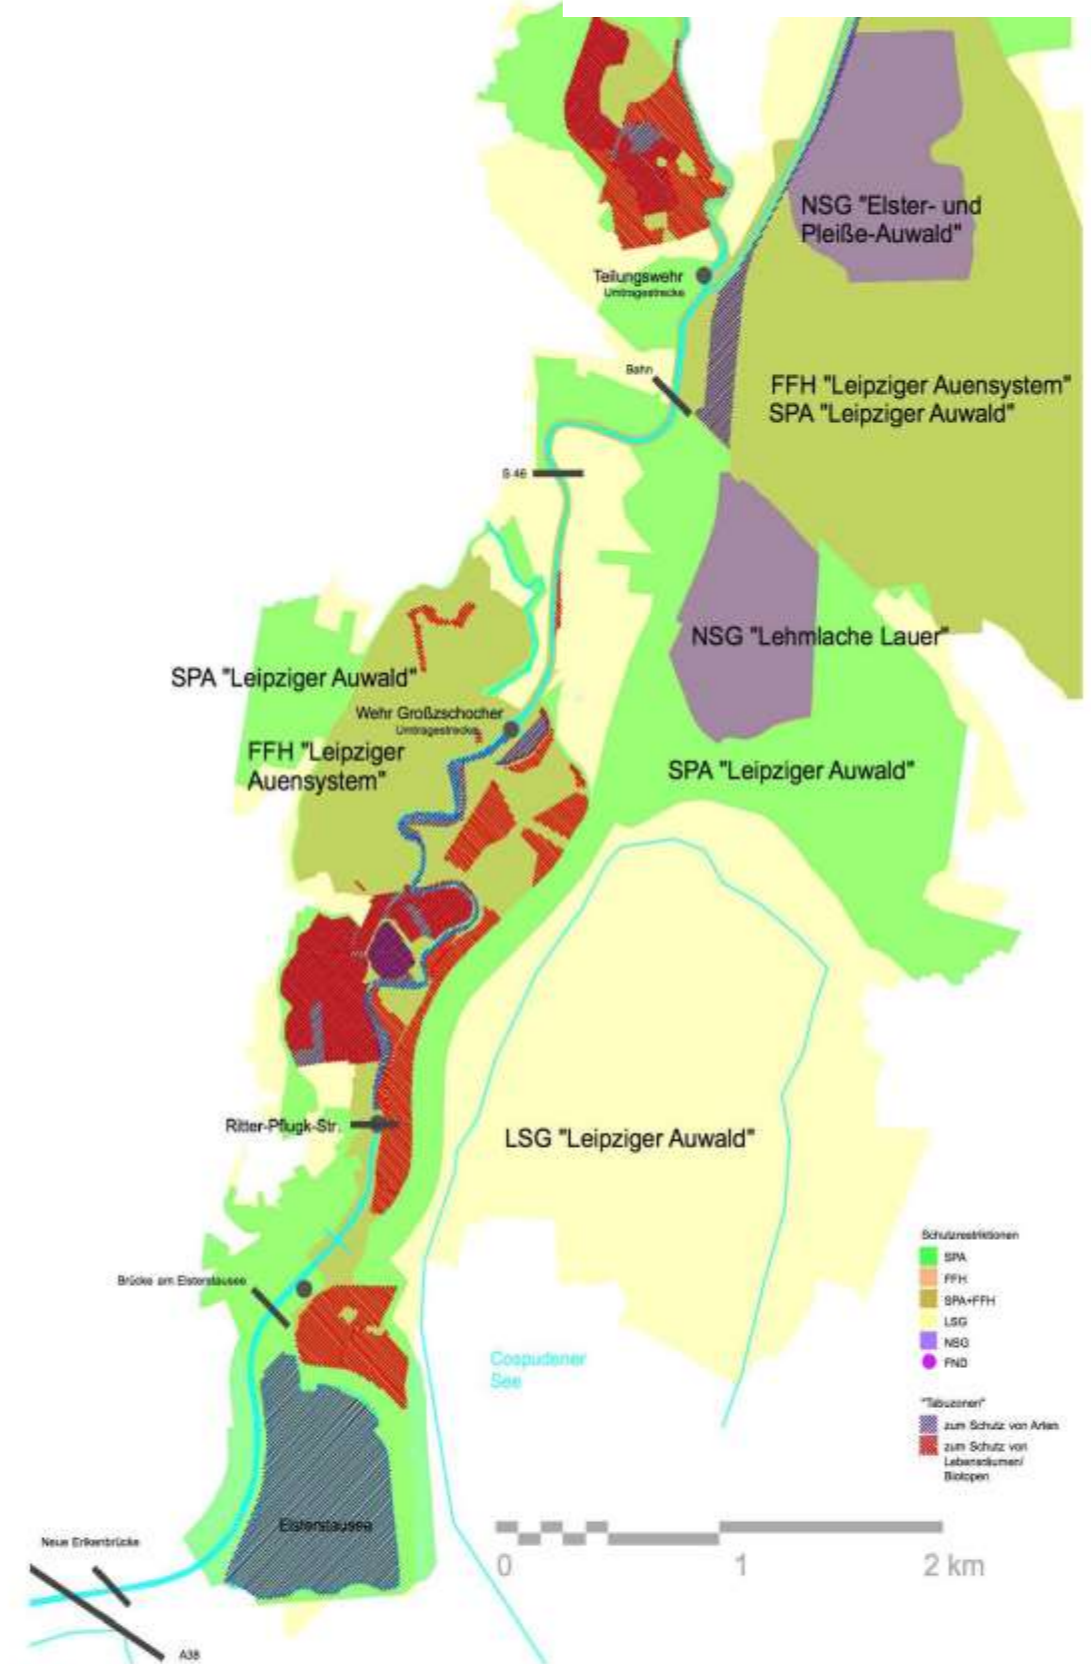 NSG "Elster- und
Pleiße-Auwald"
Teilungswehr
Umtragestrecke
Bahn
FFH "Leipziger Auensystem"
SPA "Leipziger Auwald"
S 46
NSG "Lehmlache Lauer"
SPA "Leipziger Auwald"
Wehr Großzschocher
Umtragestrecke
FFH "Leipziger
Auensystem"
SPA "Leipziger Auwald"
Ritter-Pflugk-Str.
LSG "Leipziger Auwald"
Brücke am Elsterstausee
Cospudener
See
Schutzrestriktionen
SPA
FFH
SPA+FFH
LSG
NSG
FND
"Tabuzonen"
zum Schutz von Arten
zum Schutz von
Lebensräumen/
Biotopen
Elsterstausee
Neue Erikenbrücke
0 1 2 km
A38